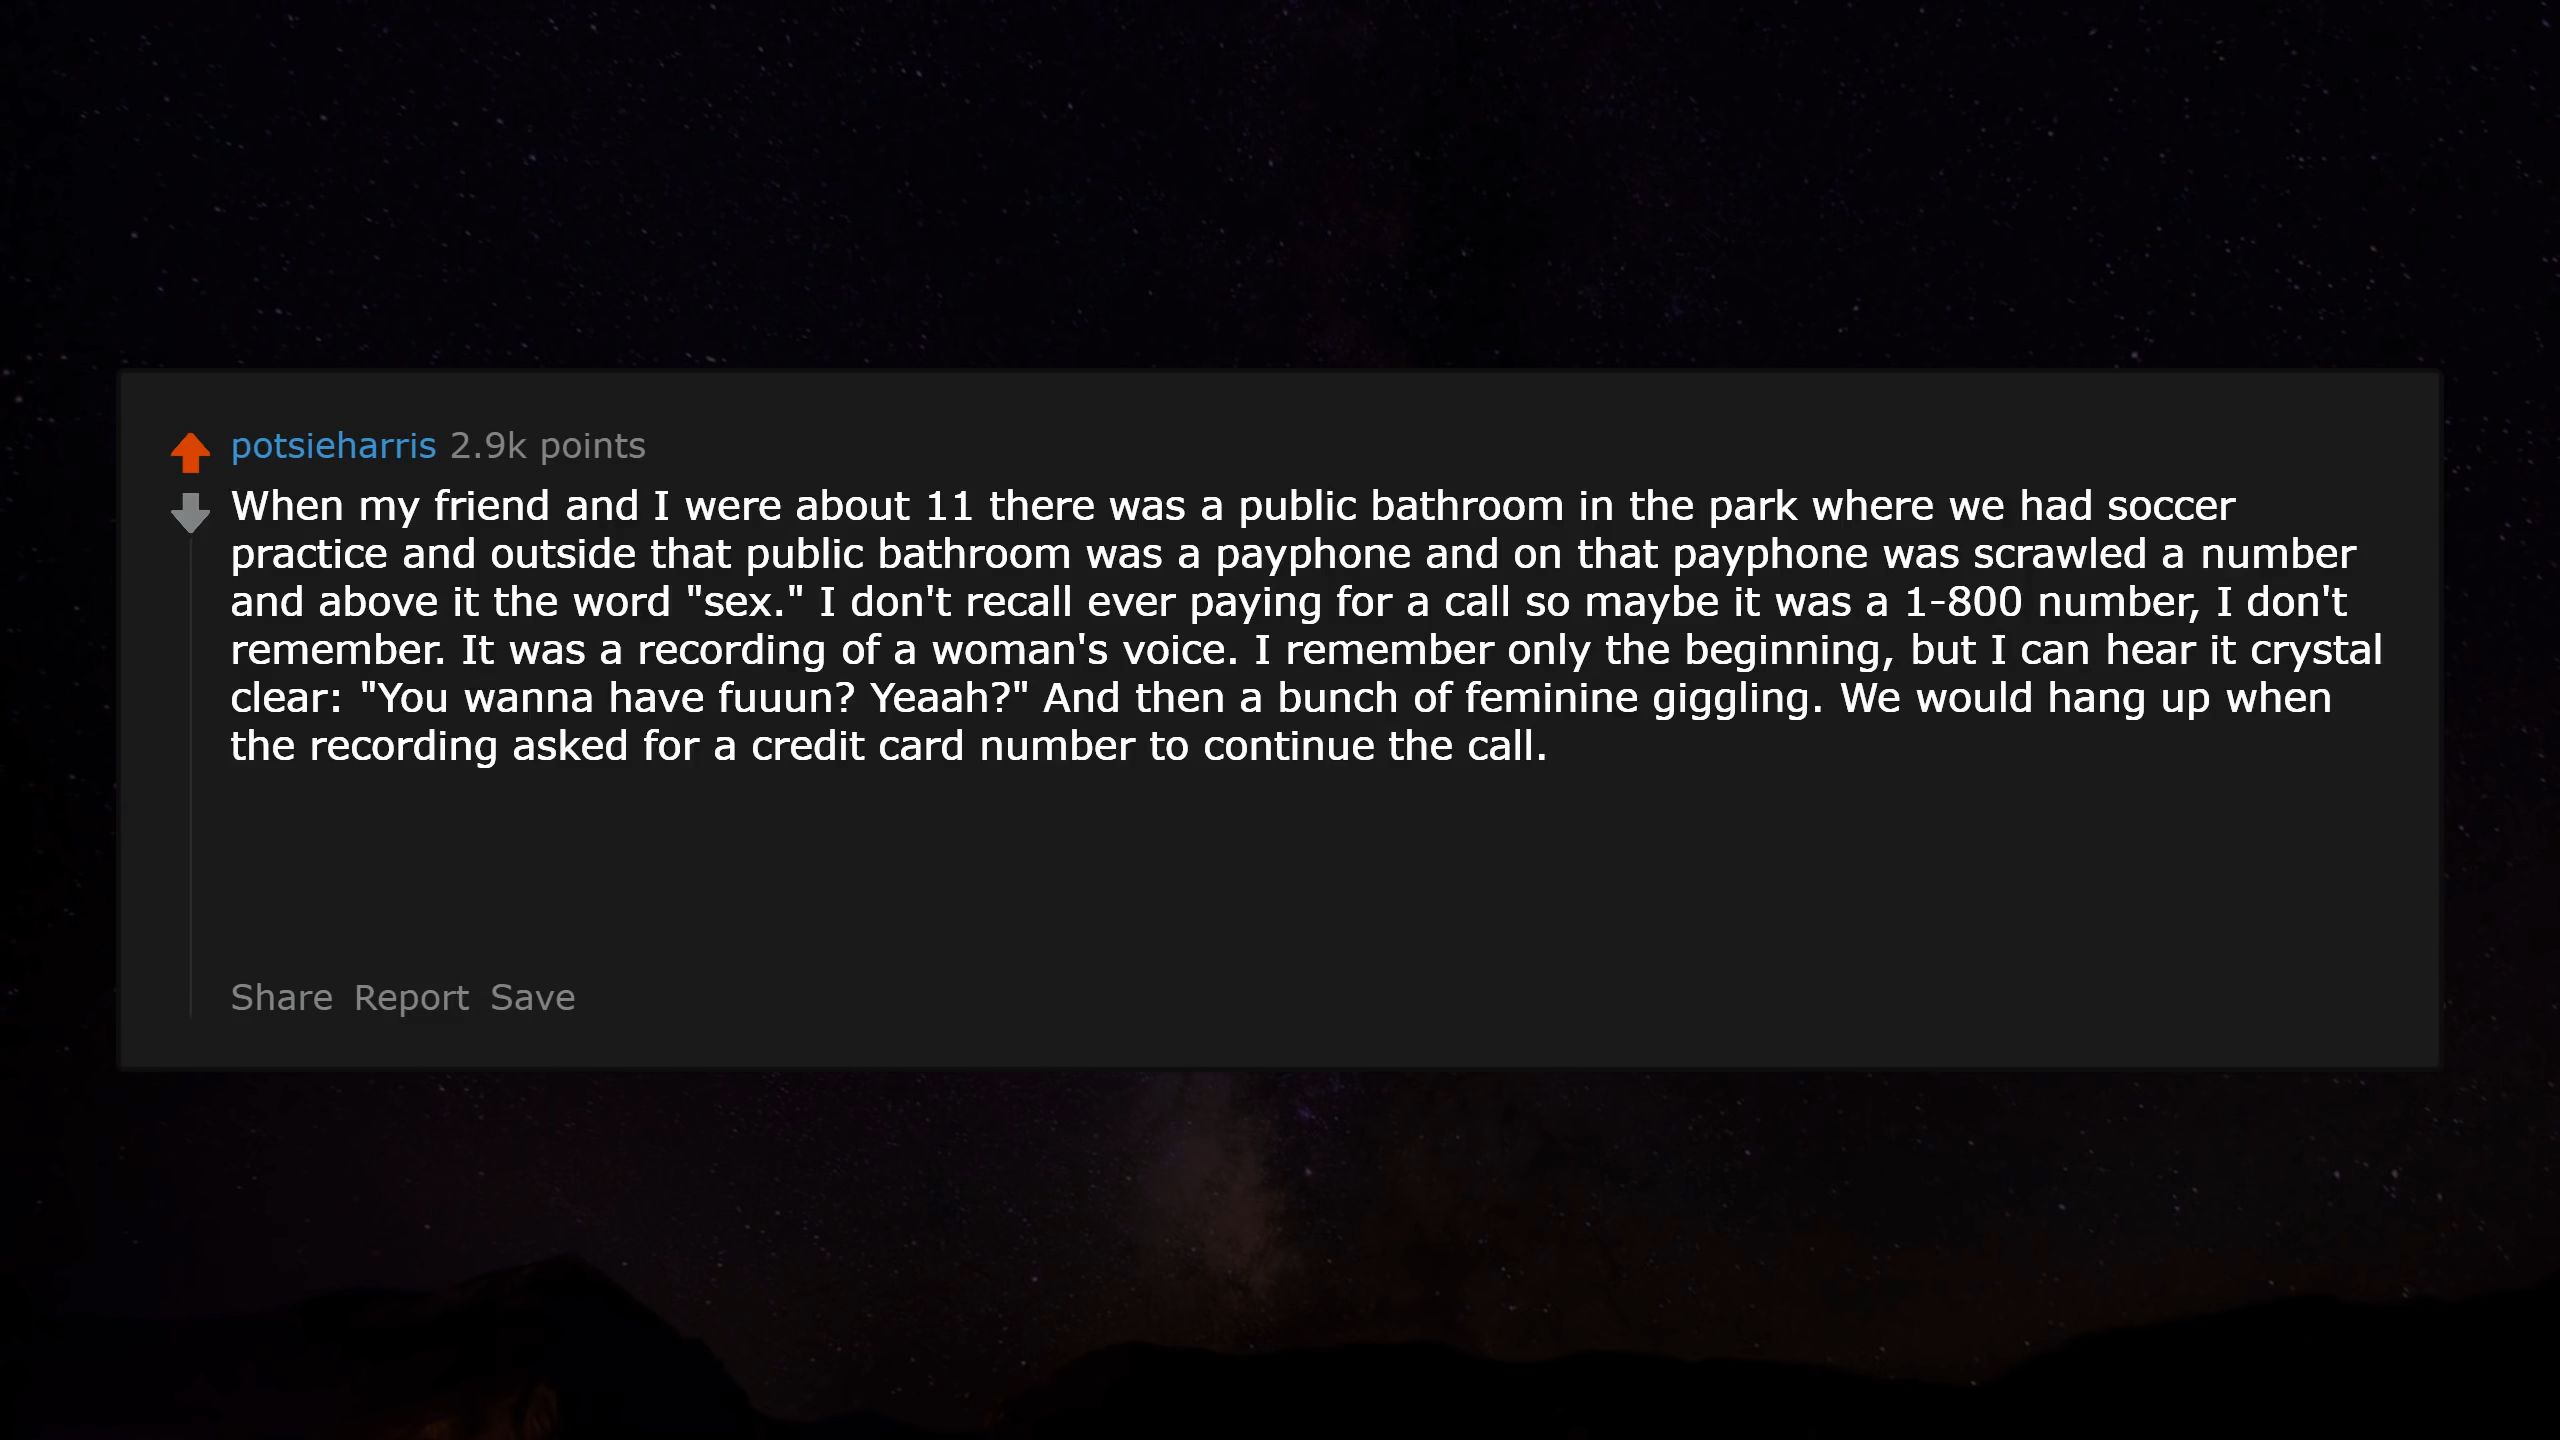 potsieharris 2.9k points
When my friend and I were about 11 there was a public bathroom in the park where we had soccer
practice and outside that public bathroom was a payphone and on that payphone was scrawled a number
and above it the word "sex." I don't recall ever paying for a call so maybe it was a 1-800 number, I don't
remember. It was a recording of a woman's voice. I remember only the beginning, but I can hear it crystal
clear: "You wanna have fuuun? Yeaah?" And then a bunch of feminine giggling. We would hang up when
the recording asked for a credit card number to continue the call.
Share Report Save